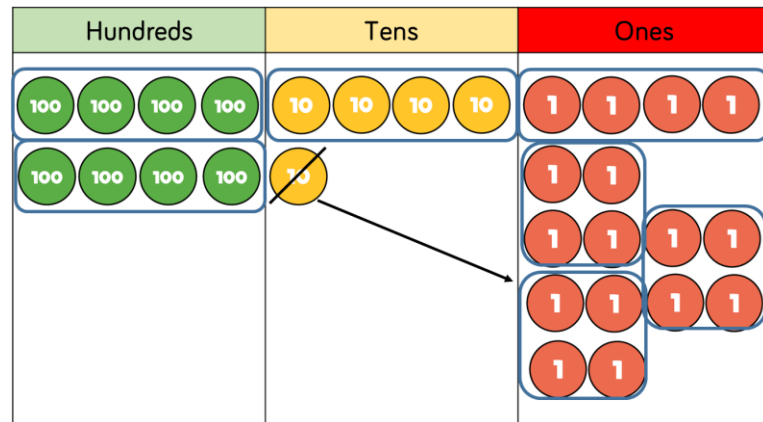 Hundreds Tens Ones
100 100 100 100 10 10 10 10 1 1 1 1
100 100 100 100 10 1 1
1 1 1 1
1 1 1 1
1 1